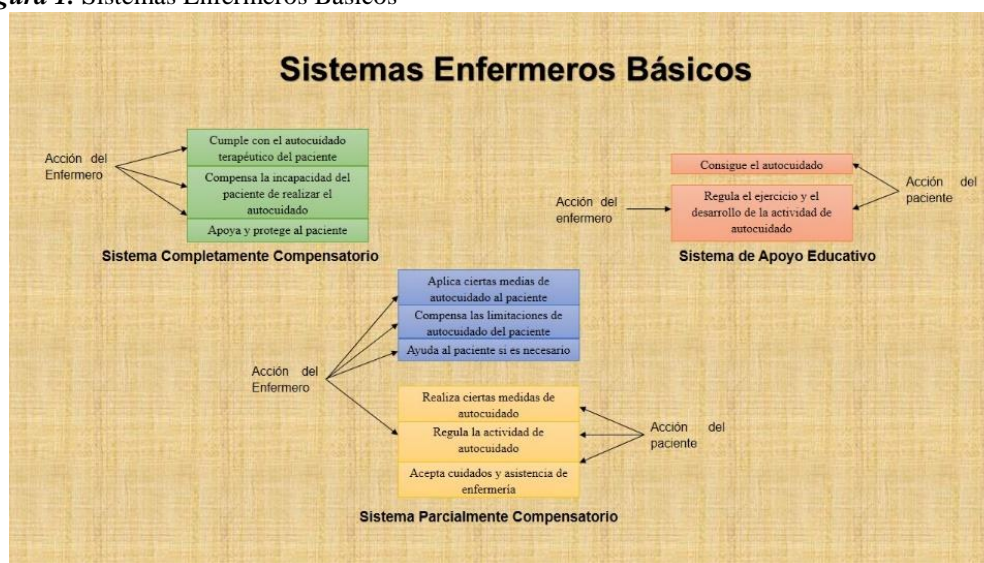 gura 1. Sistemas Enfermeros Básicos
Sistemas Enfermeros Básicos
Acción del
Enfermero
Cumple con el autocuidado
terapéutico del paciente
Compensa la incapacidad del
paciente de realizar el
autocuidado
Apoya y protege al paciente
Sistema Completamente Compensatorio
Acción del
enfermero
Consigue el autocuidado
Regula el ejercicio y el
desarrollo de la actividad de
autocuidado
Acción del
paciente
Sistema de Apoyo Educativo
Acción del
Enfermero
Aplica ciertas medias de
autocuidado al paciente
Compensa las limitaciones de
autocuidado del paciente
Ayuda al paciente si es necesario
Realiza ciertas medidas de
autocuidado
Regula la actividad de
autocuidado
Acepta cuidados y asistencia de
enfermería
Acción del
paciente
Sistema Parcialmente Compensatorio